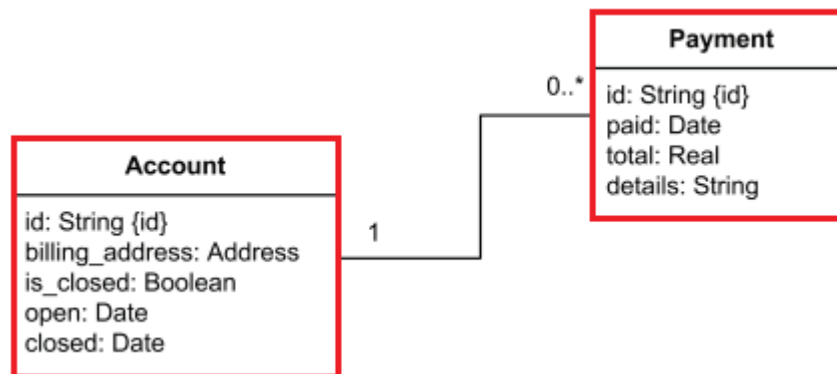 Payment
id: String {id}
paid: Date
total: Real
details: String
0..*
Account
id: String {id}
billing_address: Address
is_closed: Boolean
open: Date
closed: Date
1